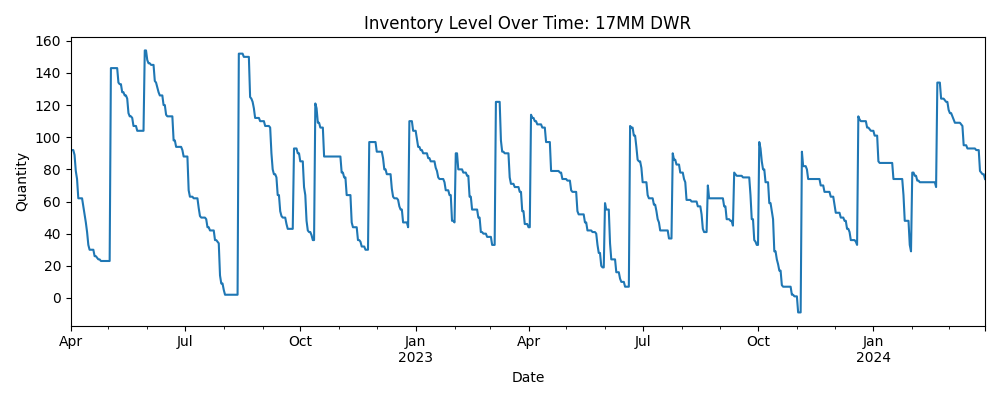 Inventory Level Over Time: 17MM DWR
160
140
120
100
80
60
40
20
0
Quantity
Apr
Jul
Oct
Jan
2023
Apr
Jul
Oct
Jan
2024
Date